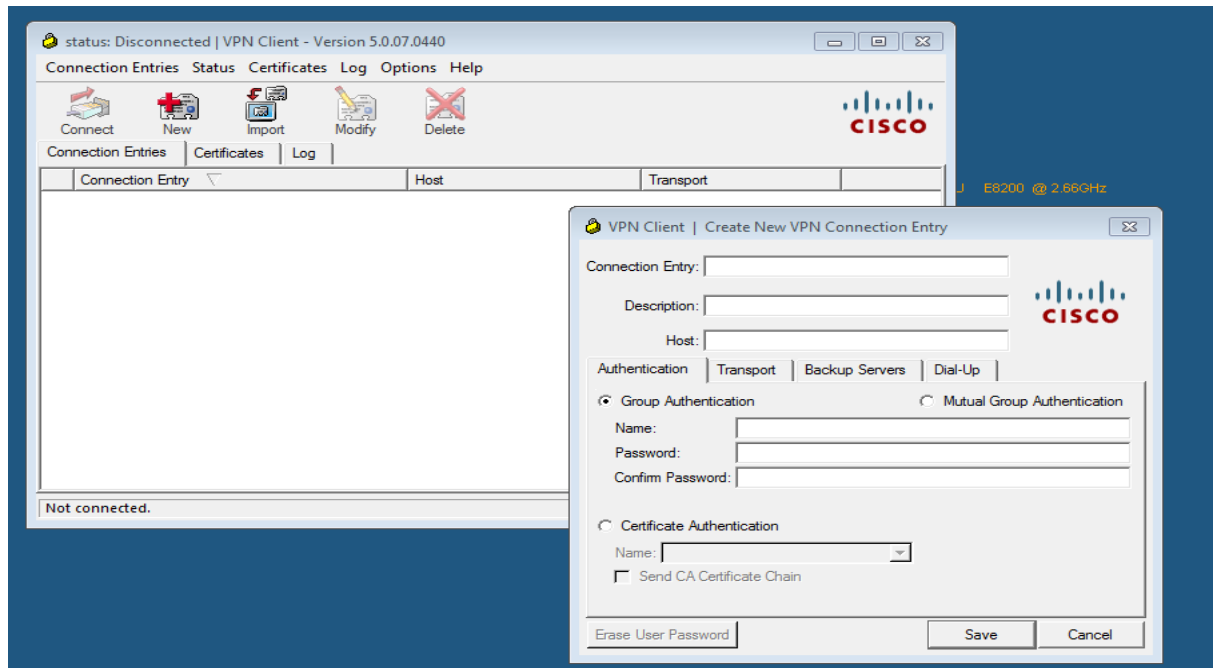 status: Disconnected | VPN Client - Version 5.0.07.0440
Connection Entries Status Certificates Log Options Help
Connect New Import Modify Delete
CISCO
Connection Entries Certificates Log
Connection Entry Host Transport
E8200 @ 2.66GHz
Not connected.
VPN Client | Create New VPN Connection Entry
Connection Entry:
CISCO
Description:
Host:
Authentication Transport Backup Servers Dial-Up
Group Authentication Mutual Group Authentication
Name:
Password:
Confirm Password:
Certificate Authentication
Name:
Send CA Certificate Chain
Erase User Password Save Cancel